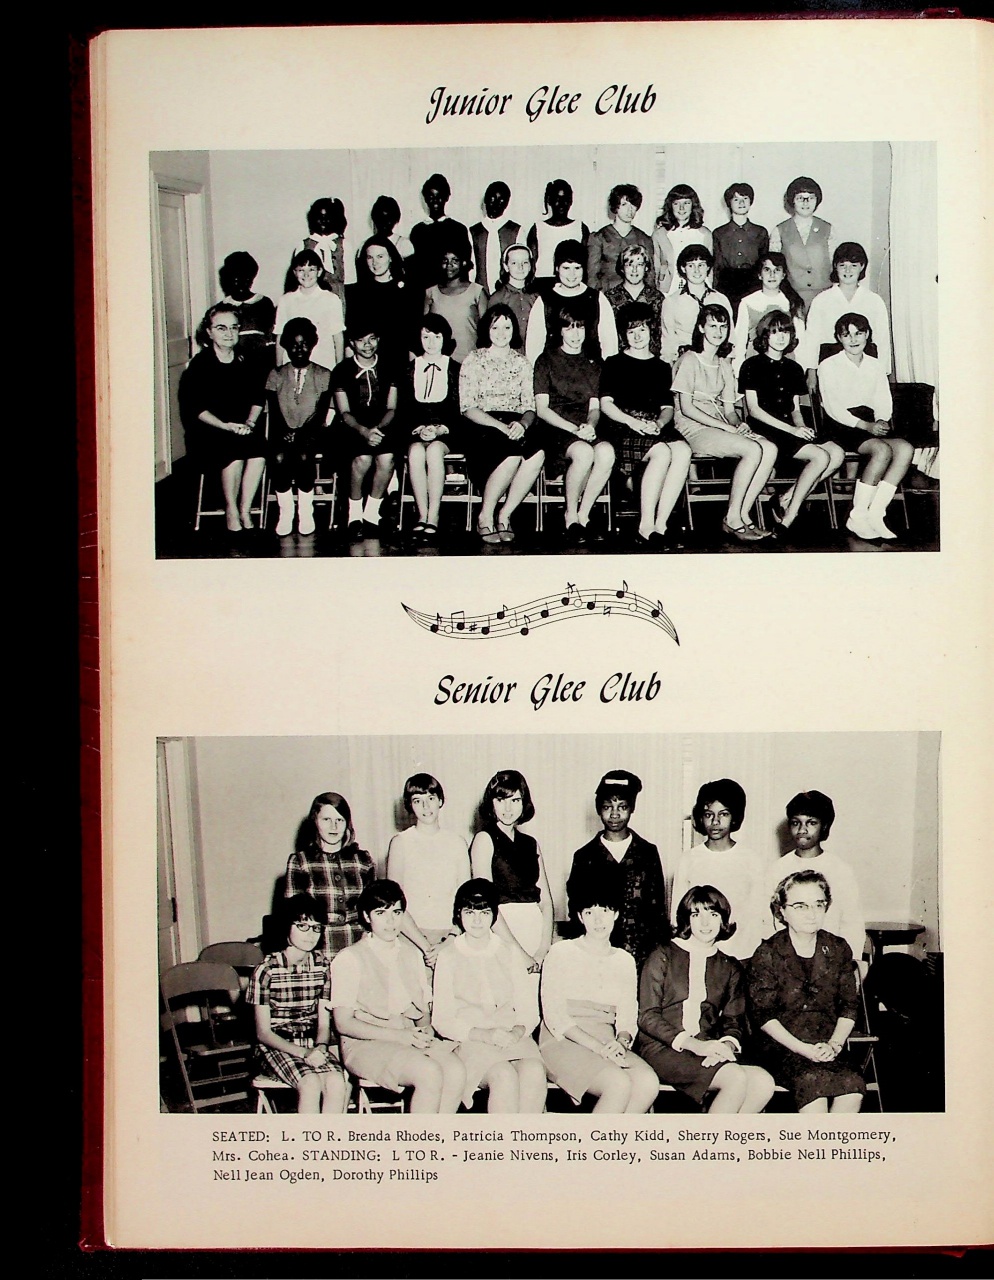 Junior Glee Club
Senior Glee Club
SEATED: L. TO R. Brenda Rhodes, Patricia Thompson, Cathy Kidd, Sherry Rogers, Sue Montgomery,
Mrs. Cohea. STANDING: L TO R. - Jeanie Nivens, Iris Corley, Susan Adams, Bobbie Nell Phillips,
Nell Jean Ogden, Dorothy Phillips